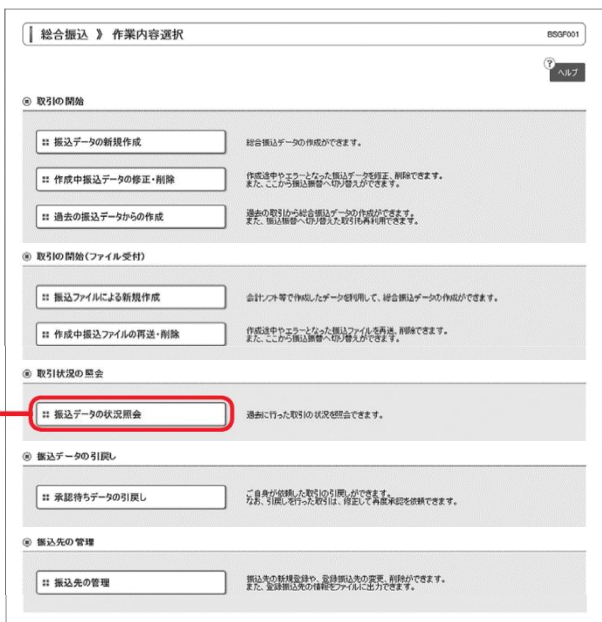 総合振込 》 作業内容選択
BSGF001
?
ヘルプ
取引の開始
振込データの新規作成
総合振込データの作成ができます。
作成中振込データの修正・削除
作成途中やエラーとなった振込データを修正、削除できます。
また、ここから振込振替へ切り替えができます。
過去の振込データからの作成
過去の取引から総合振込データの作成ができます。
また、振込振替へ切り替えた取引も再利用できます。
取引の開始(ファイル受付)
振込ファイルによる新規作成
会計ソフト等で作成したデータを利用して、総合振込データの作成ができます。
作成中振込ファイルの再送・削除
作成途中やエラーとなった振込ファイルを再送、削除できます。
また、ここから振込振替へ切り替えができます。
取引状況の照会
振込データの状況照会
過去に行った取引の状況を照会できます。
振込データの引戻し
承認待ちデータの引戻し
ご自身が依頼した取引の引戻しができます。
なお、引戻しを行った取引は、修正して再度承認を依頼できます。
振込先の管理
振込先の管理
振込先の新規登録や、登録振込先の変更、削除ができます。
また、登録振込先の情報をファイルに出力できます。